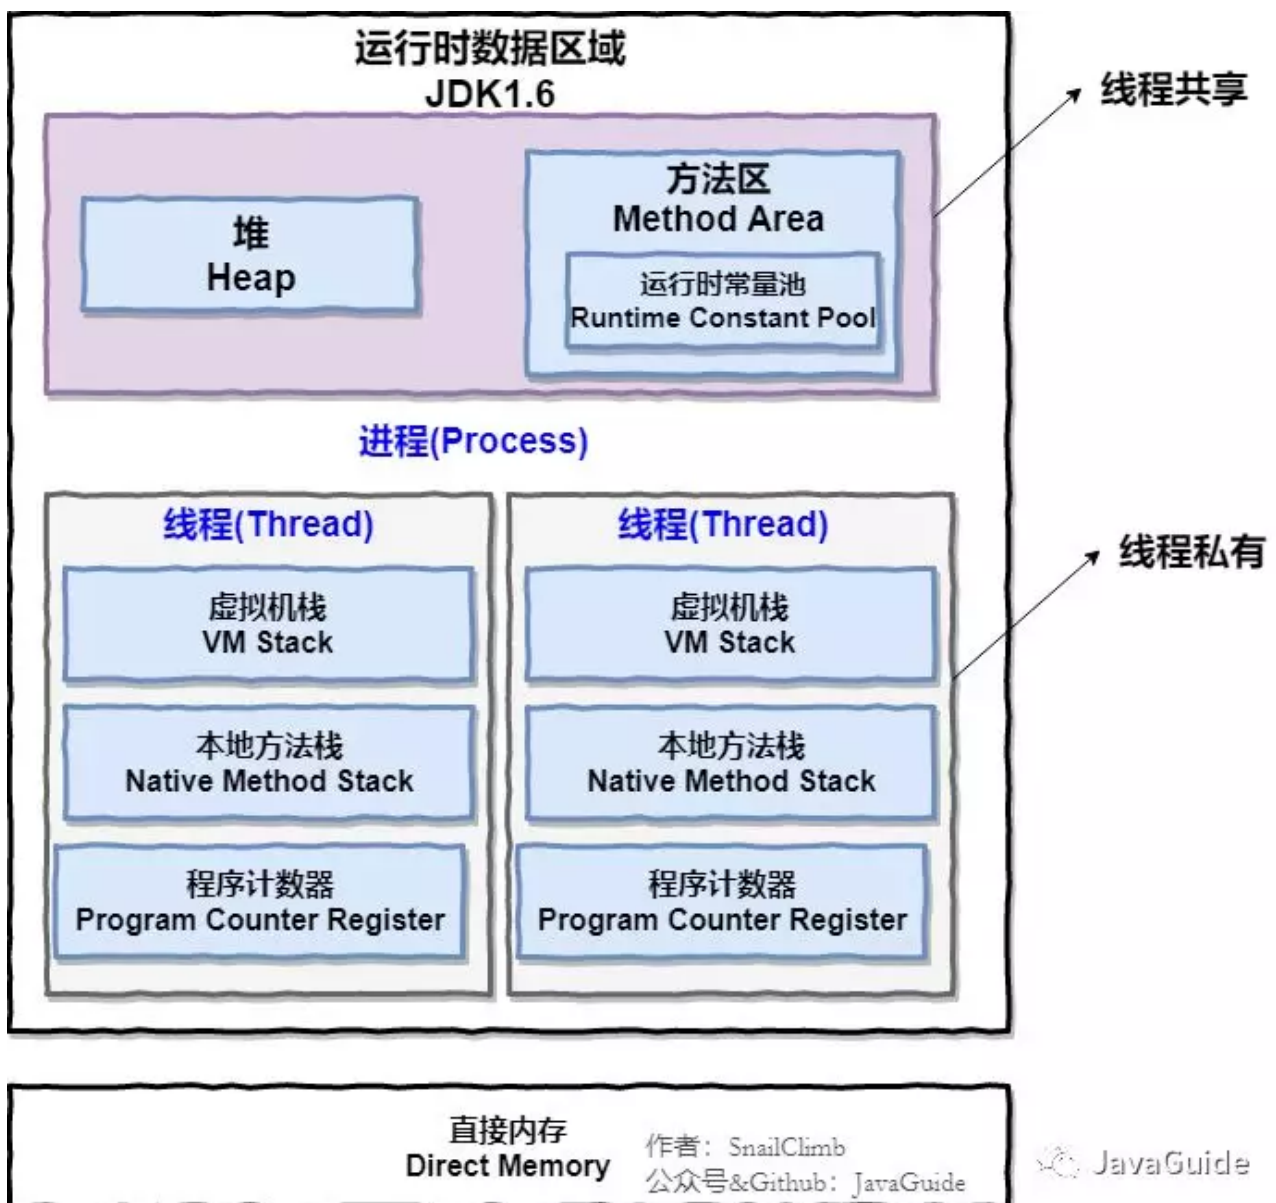 运行时数据区域
JDK1.6
线程共享
堆
Heap
方法区
Method Area
运行时常量池
Runtime Constant Pool
进程(Process)
线程(Thread)
虚拟机栈
VM Stack
本地方法栈
Native Method Stack
程序计数器
Program Counter Register
线程(Thread)
虚拟机栈
VM Stack
本地方法栈
Native Method Stack
程序计数器
Program Counter Register
线程私有
直接内存
Direct Memory
作者：SnailClimb
公众号&Github：JavaGuide
JavaGuide